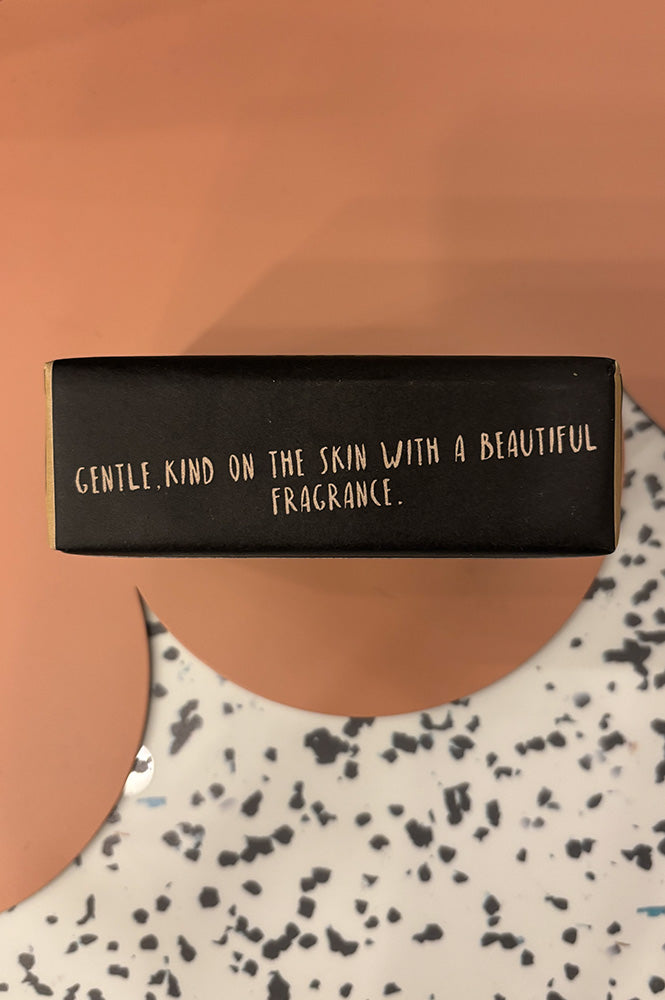 GENTLE,KIND ON THE SKIN WITH A BEAUTIFUL
FRAGRANCE.